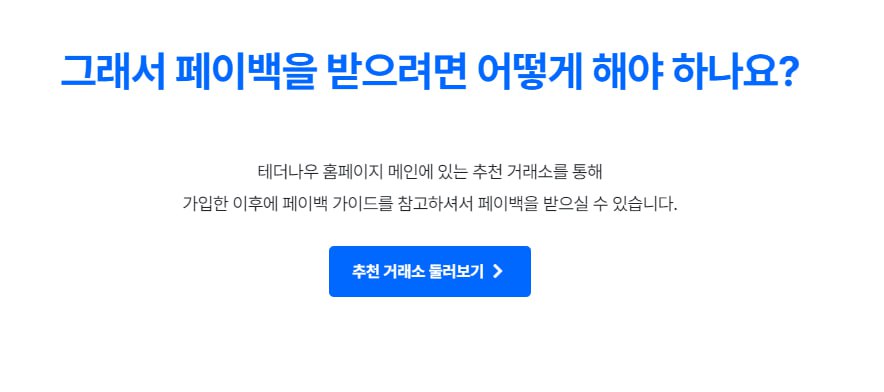 그래서 페이백을 받으려면 어떻게 해야 하나요?
테더나우 홈페이지 메인에 있는 추천 거래소를 통해
가입한 이후에 페이백 가이드를 참고하셔서 페이백을 받으실 수 있습니다.
추천 거래소 둘러보기